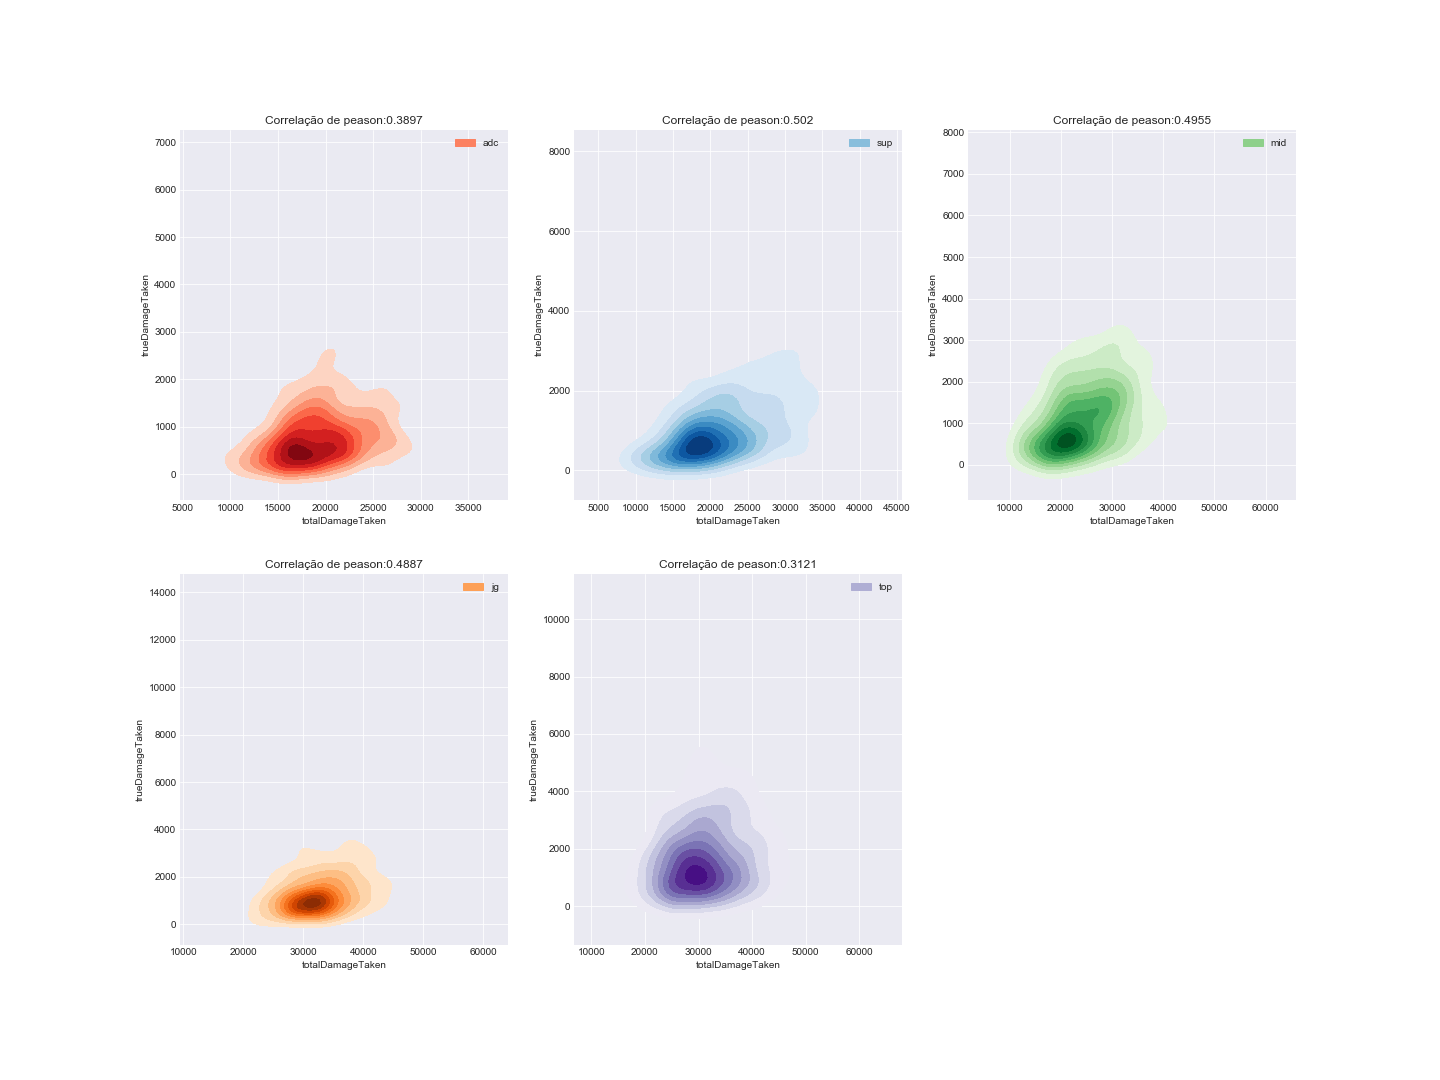 Correlação de peason:0.3897
adc
7000
6000
5000
4000
3000
2000
1000
0
trueDamageTaken
5000 10000 15000 20000 25000 30000 35000
totalDamageTaken
Correlação de peason:0.502
sup
8000
6000
4000
2000
0
trueDamageTaken
5000 10000 15000 20000 25000 30000 35000 40000 45000
totalDamageTaken
Correlação de peason:0.4955
mid
8000
7000
6000
5000
4000
3000
2000
1000
0
trueDamageTaken
10000 20000 30000 40000 50000 60000
totalDamageTaken
Correlação de peason:0.4887
jg
14000
12000
10000
8000
6000
4000
2000
0
trueDamageTaken
10000 20000 30000 40000 50000 60000
totalDamageTaken
Correlação de peason:0.3121
top
10000
8000
6000
4000
2000
0
trueDamageTaken
10000 20000 30000 40000 50000 60000
totalDamageTaken